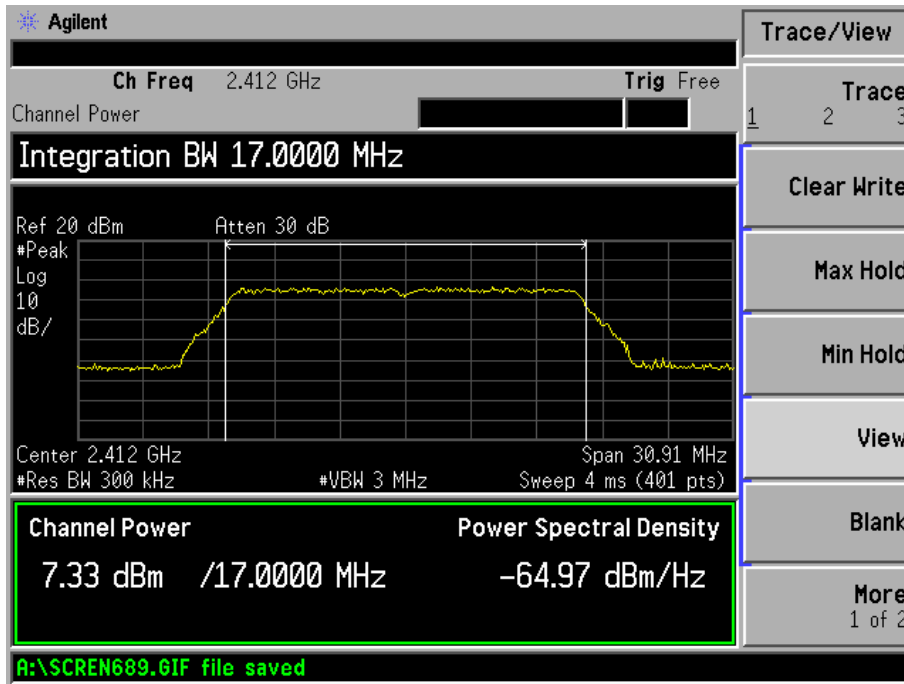 Agilent
Ch Freq 2.412 GHz Trig Free
Channel Power
Integration BW 17.0000 MHz
Ref 20 dBm Atten 30 dB
#Peak
Log
10
dB/
Center 2.412 GHz Span 30.91 MHz
#Res BW 300 kHz #VBW 3 MHz Sweep 4 ms (401 pts)
Channel Power Power Spectral Density
7.33 dBm /17.0000 MHz -64.97 dBm/Hz
A:\SCREN689.GIF file saved
Trace/View
Trace
1 2 3
Clear Write
Max Hold
Min Hold
View
Blank
More
1 of 2